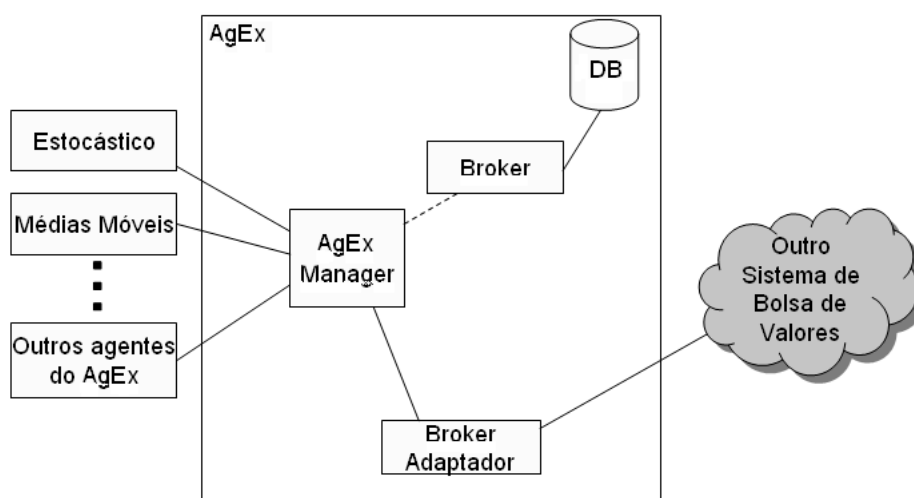 AgEx
DB
Estocástico
Broker
Médias Móveis
AgEx
Manager
Outro
Sistema de
Bolsa de
Valores
Outros agentes
do AgEx
Broker
Adaptador